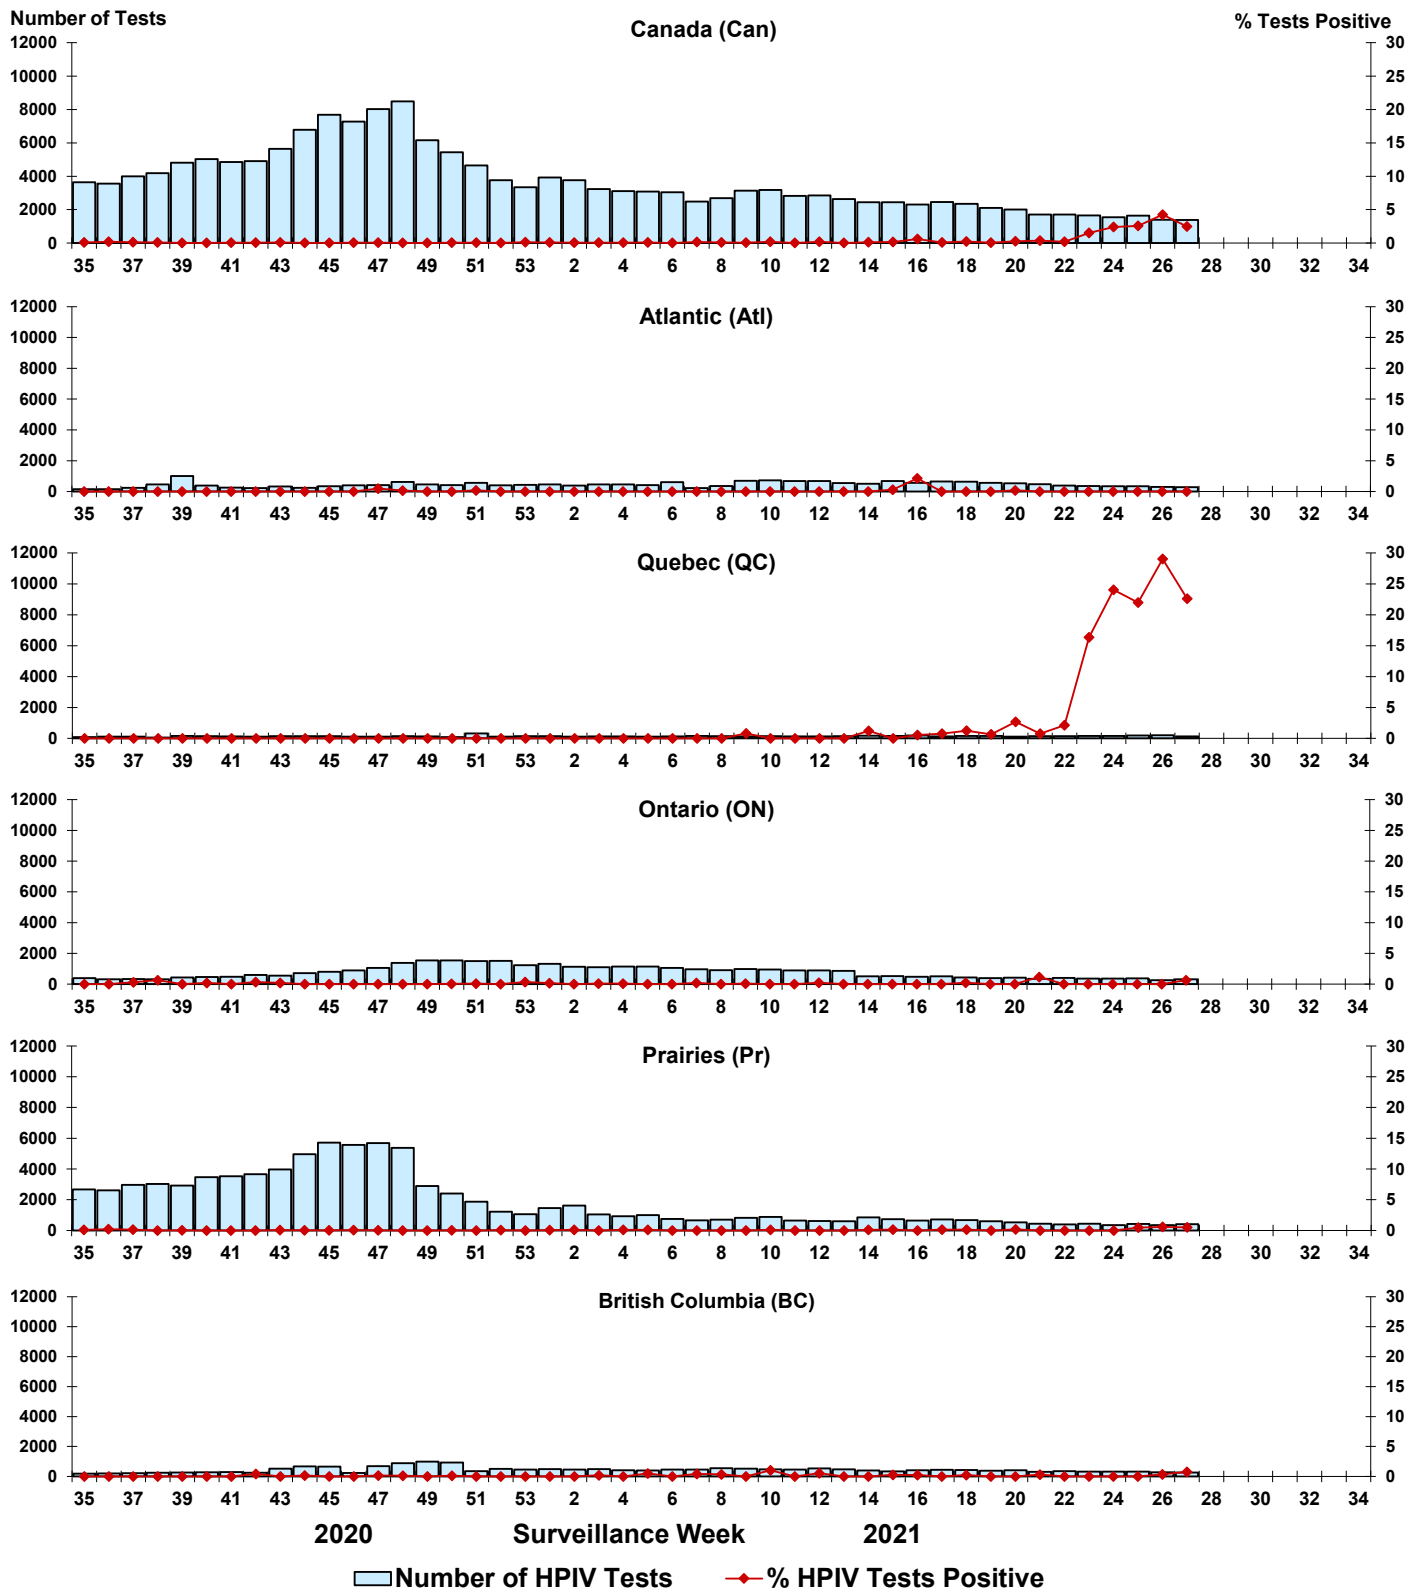 Number of Tests
Canada (Can)
% Tests Positive
12000 30
10000 25
8000 20
6000 15
4000 10
2000 5
0 0
35 37 39 41 43 45 47 49 51 53 2 4 6 8 10 12 14 16 18 20 22 24 26 28 30 32 34
Atlantic (Atl)
12000 30
10000 25
8000 20
6000 15
4000 10
2000 5
0 0
35 37 39 41 43 45 47 49 51 53 2 4 6 8 10 12 14 16 18 20 22 24 26 28 30 32 34
Quebec (QC)
12000 30
10000 25
8000 20
6000 15
4000 10
2000 5
0 0
35 37 39 41 43 45 47 49 51 53 2 4 6 8 10 12 14 16 18 20 22 24 26 28 30 32 34
Ontario (ON)
12000 30
10000 25
8000 20
6000 15
4000 10
2000 5
0 0
35 37 39 41 43 45 47 49 51 53 2 4 6 8 10 12 14 16 18 20 22 24 26 28 30 32 34
Prairies (Pr)
12000 30
10000 25
8000 20
6000 15
4000 10
2000 5
0 0
35 37 39 41 43 45 47 49 51 53 2 4 6 8 10 12 14 16 18 20 22 24 26 28 30 32 34
British Columbia (BC)
12000 30
10000 25
8000 20
6000 15
4000 10
2000 5
0 0
35 37 39 41 43 45 47 49 51 53 2 4 6 8 10 12 14 16 18 20 22 24 26 28 30 32 34
2020 Surveillance Week 2021
Number of HPIV Tests % HPIV Tests Positive